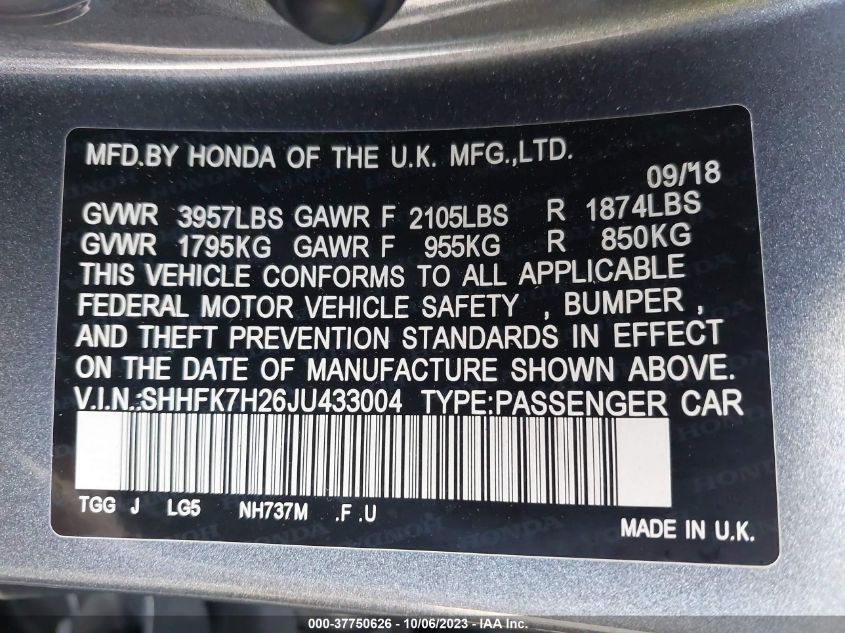 MFD.BY HONDA OF THE U.K. MFG.,LTD.
09/18
GVWR 3957LBS GAWR F 2105LBS R 1874LBS
GVWR 1795KG GAWR F 955KG R 850KG
THIS VEHICLE CONFORMS TO ALL APPLICABLE
FEDERAL MOTOR VEHICLE SAFETY , BUMPER ,
AND THEFT PREVENTION STANDARDS IN EFFECT
ON THE DATE OF MANUFACTURE SHOWN ABOVE.
V.I.N.:SHHFK7H26JU433004 TYPE:PASSENGER CAR
TGG J LG5 NH737M .F .U
MADE IN U.K.
000-37750626 - 10/06/2023 - IAA Inc.